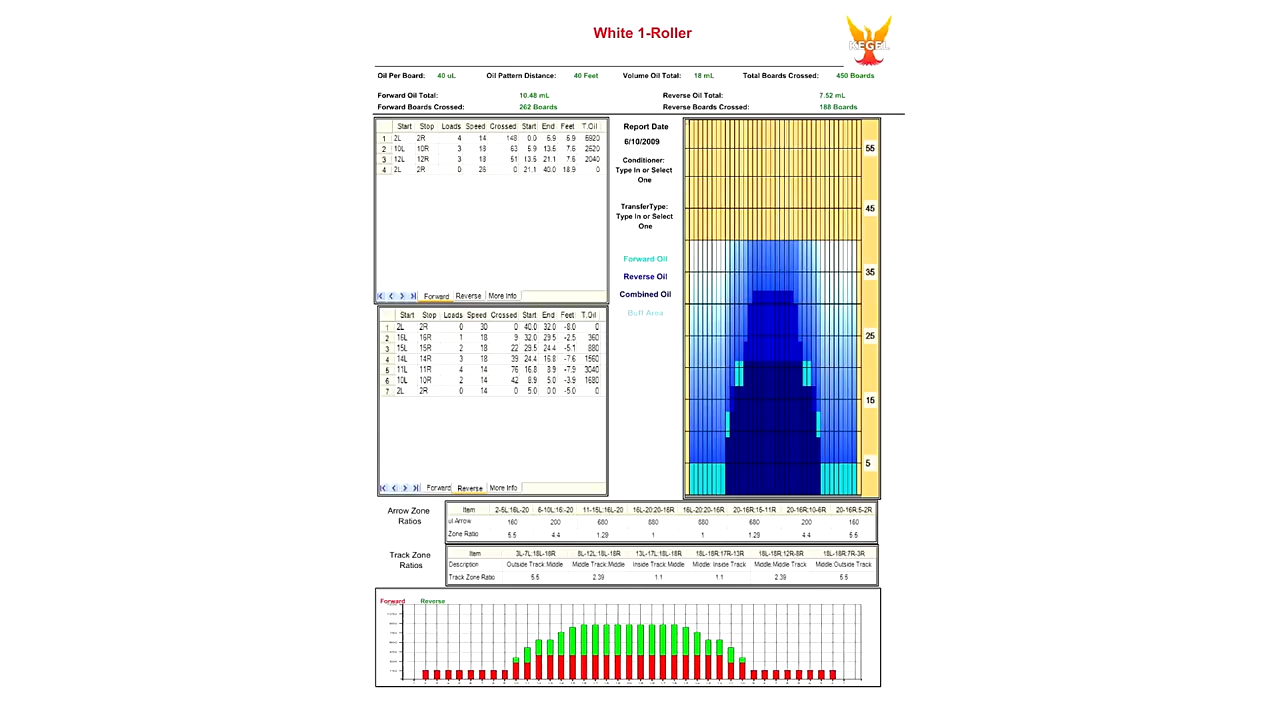 White 1-Roller
KEGEL
Oil Per Board: 40 uL Oil Pattern Distance: 40 Feet Volume Oil Total: 18 mL Total Boards Crossed: 450 Boards
Forward Oil Total: 10.48 mL Reverse Oil Total: 7.52 mL
Forward Boards Crossed: 262 Boards Reverse Boards Crossed: 188 Boards
Start Stop Loads Speed Crossed Start End Feet T.Oil
1 2L 2R 4 14 148 0.0 5.9 5.9 5920
2 10L 10R 3 18 63 5.9 13.5 7.6 2520
3 12L 12R 3 18 51 13.5 21.1 7.6 2040
4 2L 2R 0 26 0 21.1 40.0 18.9 0
Forward Reverse More Info
Report Date
6/10/2009
Conditioner:
Type In or Select
One
TransferType:
Type In or Select
One
Forward Oil
Reverse Oil
Combined Oil
Buff Area
55
45
35
25
15
5
Start Stop Loads Speed Crossed Start End Feet T.Oil
1 2L 2R 0 30 0 40.0 32.0 -8.0 0
2 16L 16R 1 18 9 32.0 29.5 -2.5 360
3 15L 15R 2 18 22 29.5 24.4 -5.1 880
4 14L 14R 3 18 39 24.4 16.8 -7.6 1560
5 11L 11R 4 14 76 16.8 8.9 -7.9 3040
6 10L 10R 2 14 42 8.9 5.0 -3.9 1680
7 2L 2R 0 14 0 5.0 0.0 -5.0 0
Forward Reverse More Info
Arrow Zone
Ratios
Item 2-5L:16L-20 6-10L:16-20 11-15L:16L-20 16L-20:20-16R 16L-20:20-16R 20-16R:15-11R 20-16R:10-6R 20-16R:5-2R
ul Arrow 160 200 680 880 880 680 200 160
Zone Ratio 5.5 4.4 1.29 1 1 1.29 4.4 5.5
Track Zone
Ratios
Item 3L-7L:18L-18R 8L-12L:18L-18R 13L-17L:18L-18R 18L-18R:17R-13R 18L-18R:12R-8R 18L-18R:7R-3R
Description Outside Track:Middle Middle Track:Middle Inside Track:Middle Middle: Inside Track Middle:Middle Track Middle:Outside Track
Track Zone Ratio 5.5 2.39 1.1 1.1 2.39 5.5
Forward Reverse